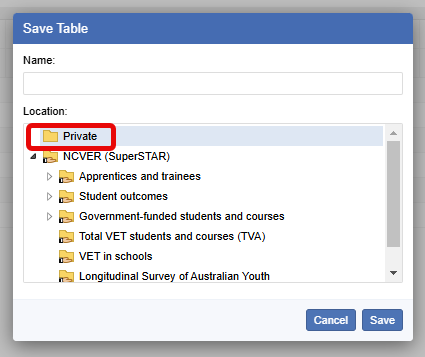 Save Table
Name:
Location:
Private
NCVER (SuperSTAR)
Apprentices and trainees
Student outcomes
Government-funded students and courses
Total VET students and courses (TVA)
VET in schools
Longitudinal Survey of Australian Youth
Cancel Save